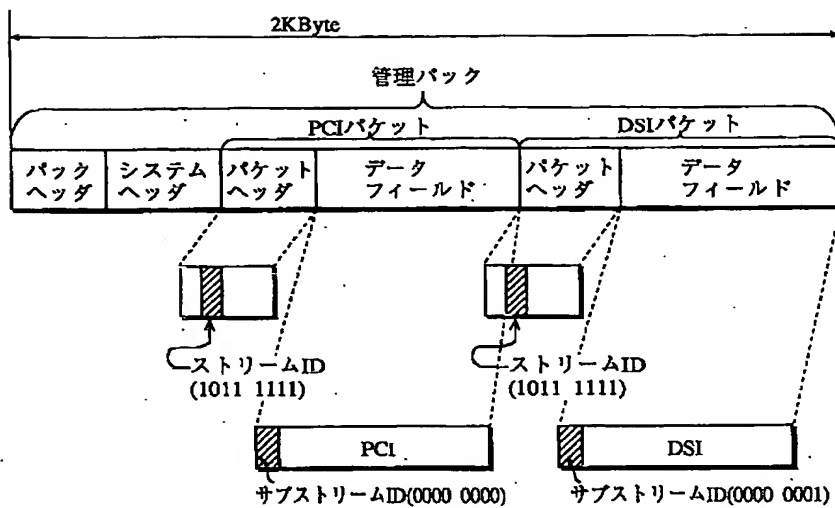 2KByte
管理パック
PCIパケット
DSIパケット
パック
ヘッダ
システム
ヘッダ
パケット
ヘッダ
データ
フィールド
パケット
ヘッダ
データ
フィールド
ストリームID
(1011 1111)
ストリームID
(1011 1111)
PCI
DSI
サブストリームID(0000 0000)
サブストリームID(0000 0001)